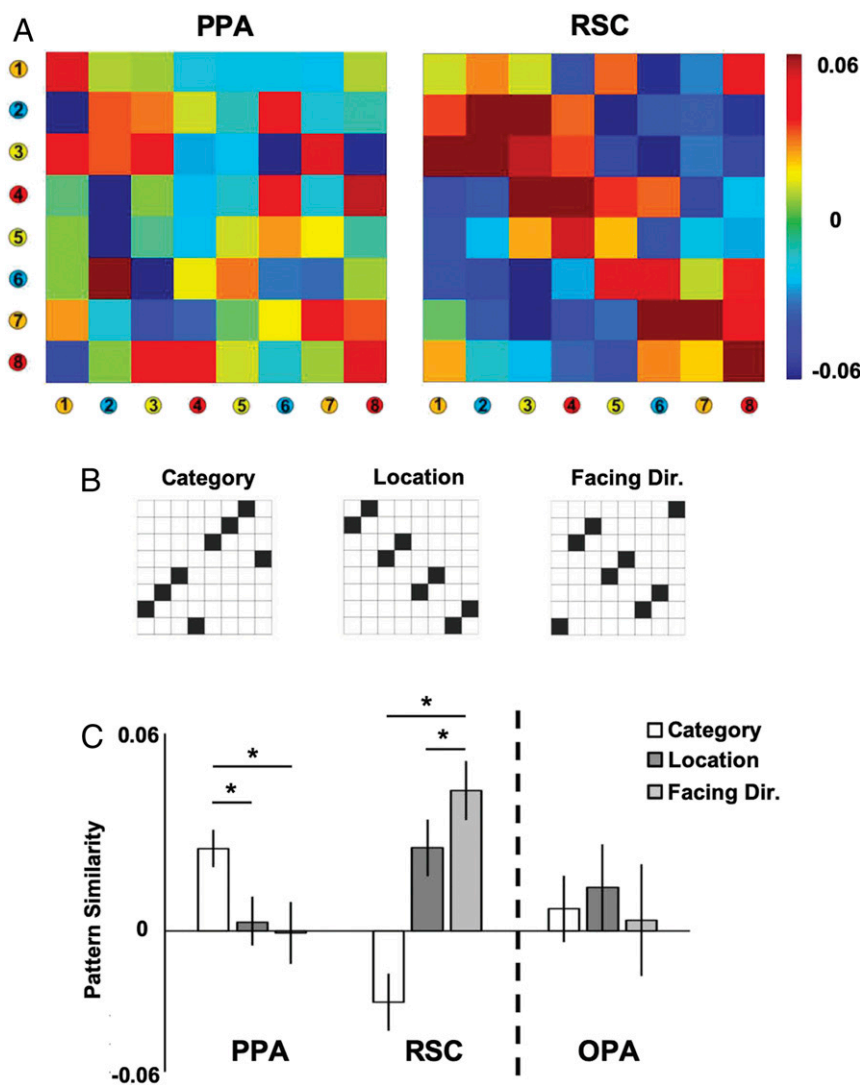 A
PPA RSC
1
2
3
4
5
6
7
8
0.06
0
-0.06
1 2 3 4 5 6 7 8
1 2 3 4 5 6 7 8
B
Category Location Facing Dir.
C
0.06
0
-0.06
Pattern Similarity
* *
* *
Category
Location
Facing Dir.
PPA RSC OPA